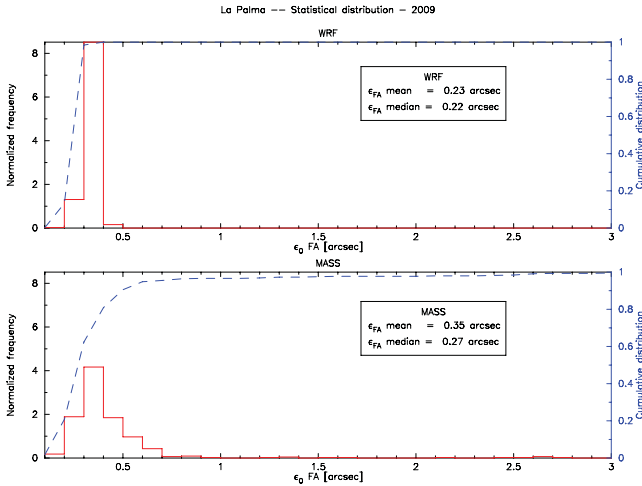 La Palma –– Statistical distribution – 2009
WRF
Normalized frequency
8
6
4
2
0
1
0.8
0.6
0.4
0.2
0
Cumulative distribution
WRF
ϵFA mean = 0.23 arcsec
ϵFA median = 0.22 arcsec
0.5
1
1.5
2
2.5
3
ϵ0 FA [arcsec]
MASS
Normalized frequency
8
6
4
2
0
1
0.8
0.6
0.4
0.2
0
Cumulative distribution
MASS
ϵFA mean = 0.35 arcsec
ϵFA median = 0.27 arcsec
0.5
1
1.5
2
2.5
3
ϵ0 FA [arcsec]